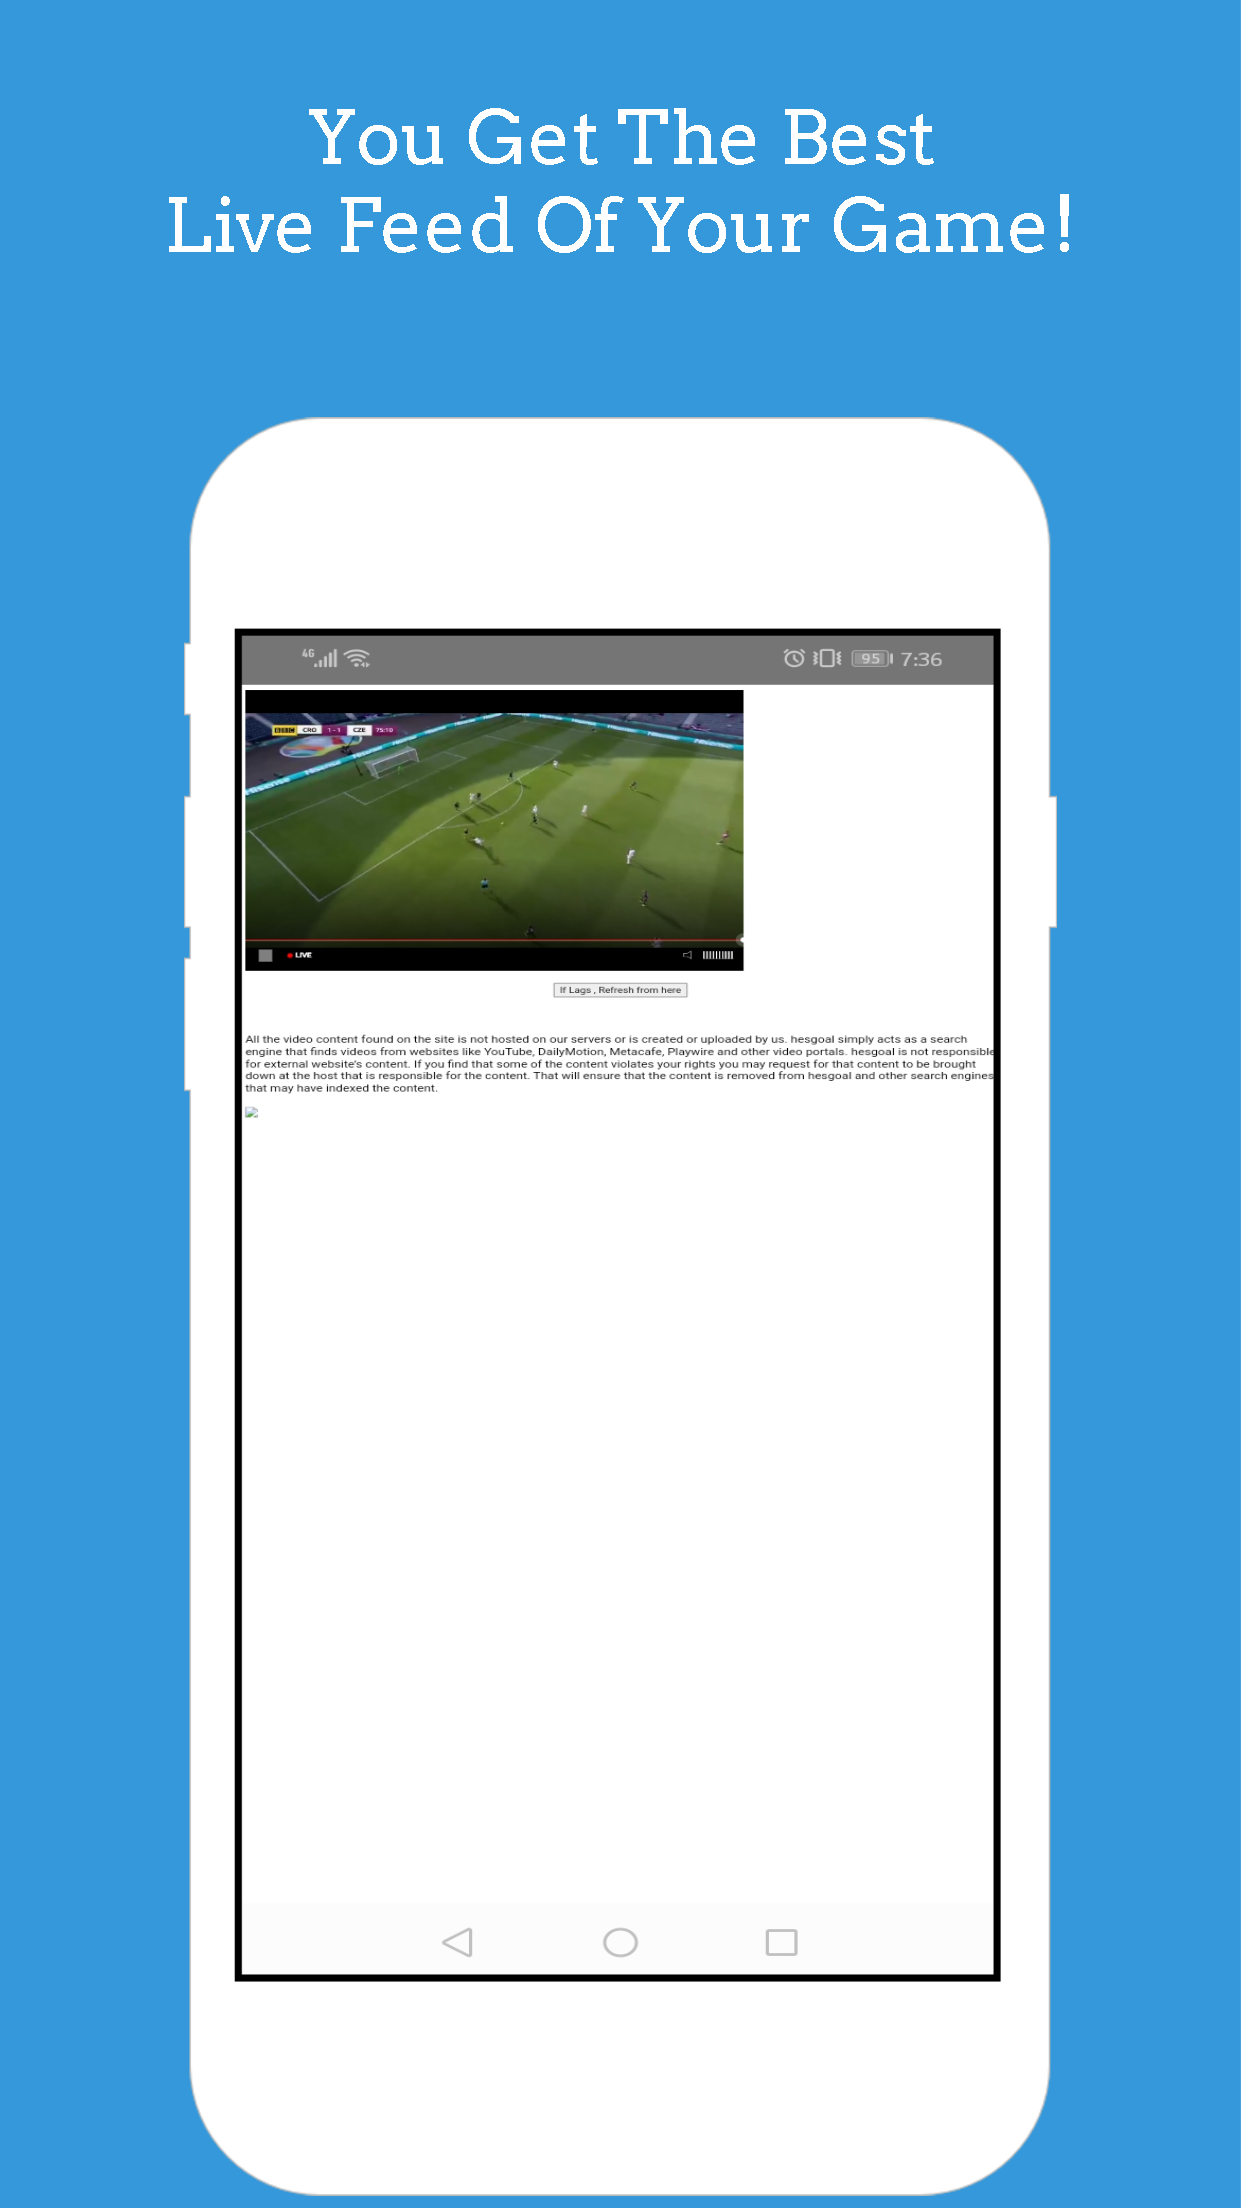 You Get The Best
Live Feed Of Your Game!
4G
95 7:36
BBC CRO 1-1 CZE 75:10
LIVE
If Lags , Refresh from here
All the video content found on the site is not hosted on our servers or is created or uploaded by us. hesgoal simply acts as a search
engine that finds videos from websites like YouTube, DailyMotion, Metacafe, Playwire and other video portals. hesgoal is not responsible
for external website's content. If you find that some of the content violates your rights you may request for that content to be brought
down at the host that is responsible for the content. That will ensure that the content is removed from hesgoal and other search engines
that may have indexed the content.